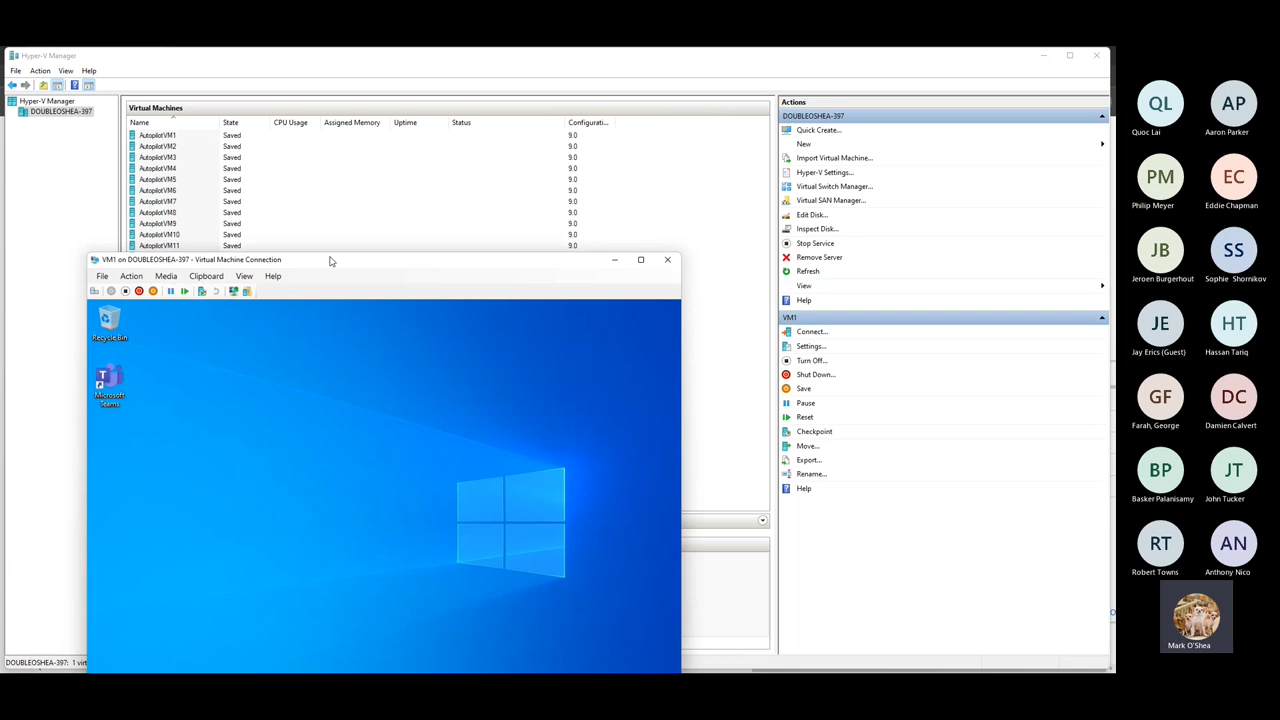 Hyper-V Manager
File Action View Help
Hyper-V Manager
DOUBLEOSHEA-397
Virtual Machines
Name State CPU Usage Assigned Memory Uptime Status Configurati...
AutopilotVM1 Saved 9.0
AutopilotVM2 Saved 9.0
AutopilotVM3 Saved 9.0
AutopilotVM4 Saved 9.0
AutopilotVM5 Saved 9.0
AutopilotVM6 Saved 9.0
AutopilotVM7 Saved 9.0
AutopilotVM8 Saved 9.0
AutopilotVM9 Saved 9.0
AutopilotVM10 Saved 9.0
AutopilotVM11 Saved 9.0
VM1 on DOUBLEOSHEA-397 - Virtual Machine Connection
File Action Media Clipboard View Help
Recycle Bin
Microsoft
Teams
DOUBLEOSHEA-397: 1 virt
Actions
DOUBLEOSHEA-397
Quick Create...
New
Import Virtual Machine...
Hyper-V Settings...
Virtual Switch Manager...
Virtual SAN Manager...
Edit Disk...
Inspect Disk...
Stop Service
Remove Server
Refresh
View
Help
VM1
Connect...
Settings...
Turn Off...
Shut Down...
Save
Pause
Reset
Checkpoint
Move...
Export...
Rename...
Help
QL AP
Quoc Lai Aaron Parker
PM EC
Philip Meyer Eddie Chapman
JB SS
Jeroen Burgerhout Sophie Shornikov
JE HT
Jay Erics (Guest) Hassan Tariq
GF DC
Farah, George Damien Calvert
BP JT
Basker Palanisamy John Tucker
RT AN
Robert Towns Anthony Nico
Mark O'Shea